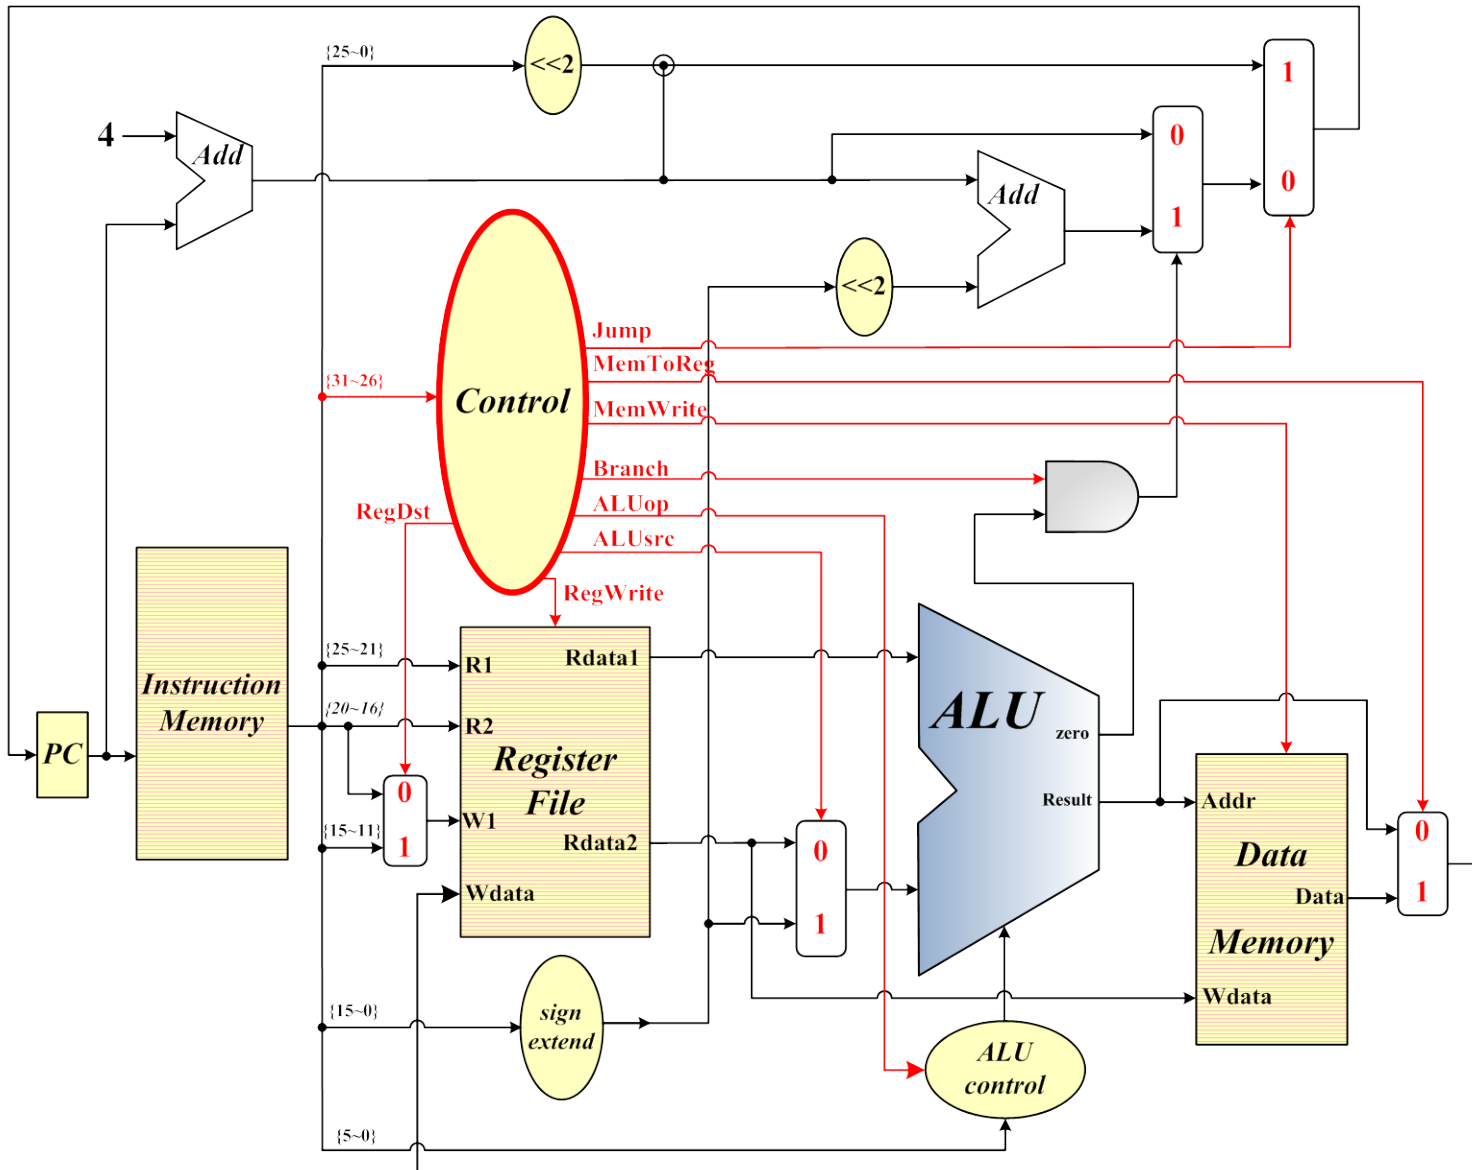 {25~0}
<<2
1
4
Add
0
Add
0
1
<<2
Jump
MemToReg
{31~26}
Control
MemWrite
Branch
ALUop
RegDst
ALUsrc
RegWrite
{25~21}
R1
Rdata1
Instruction
Memory
{20~16}
R2
ALU
zero
PC
Register
File
0
W1
{15~11}
1
Rdata2
Wdata
0
1
Result
Addr
Data
Data
Memory
Wdata
0
1
{15~0}
sign
extend
ALU
control
{5~0}